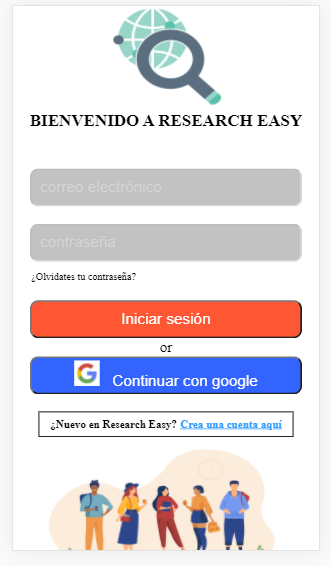 BIENVENIDO A RESEARCH EASY
correo electrónico
contraseña
¿Olvidates tu contraseña?
Iniciar sesión
or
Continuar con google
¿Nuevo en Research Easy? Crea una cuenta aquí